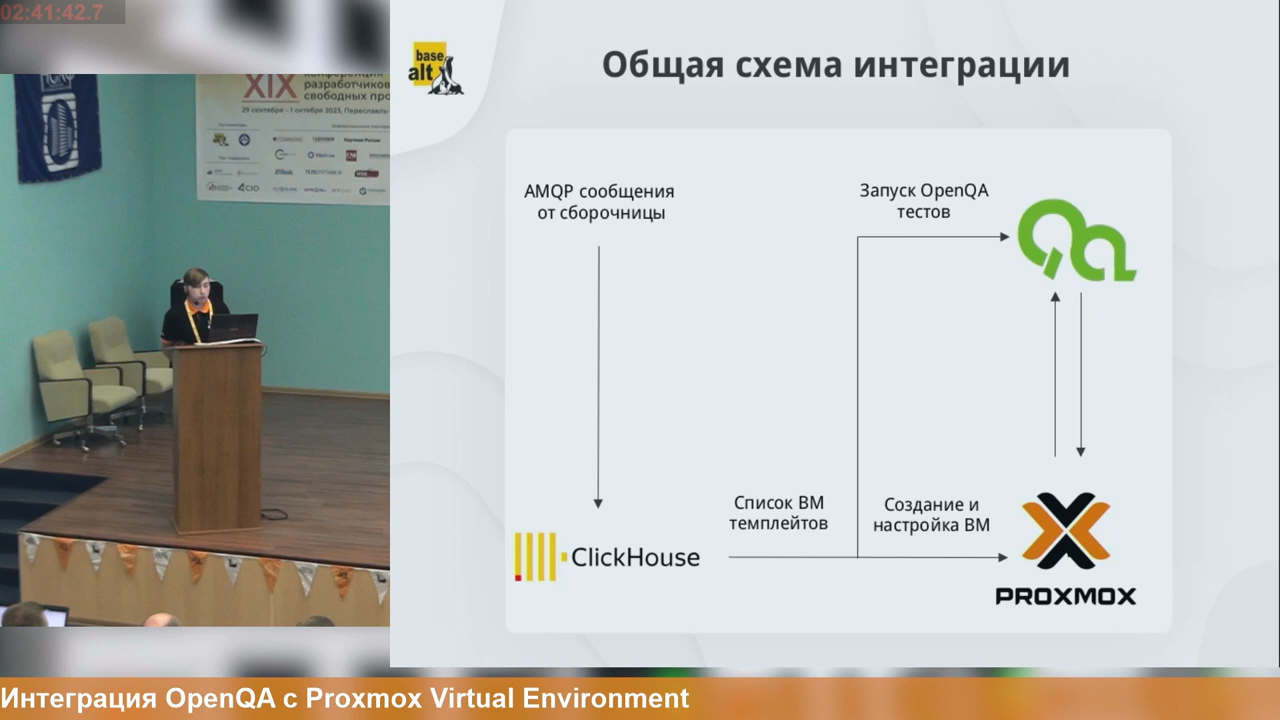 02:41:42.7
XIX
конференция
разработчиков
свободных про
29 сентября - 1 октября 2023, Переславль-
base
alt
Общая схема интеграции
AMQP сообщения
от сборочницы
Запуск OpenQA
тестов
Qa
Список ВМ
темплейтов
Создание и
настройка ВМ
ClickHouse
PROXMOX
Интеграция OpenQA с Proxmox Virtual Environment